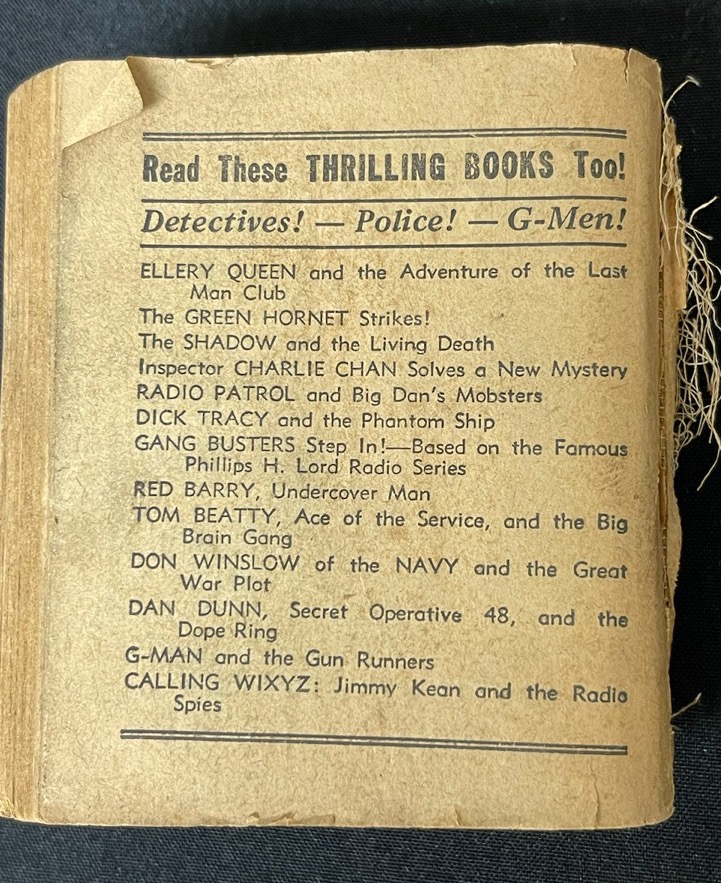 Read These THRILLING BOOKS Too!
Detectives! — Police! — G-Men!
ELLERY QUEEN and the Adventure of the Last
Man Club
The GREEN HORNET Strikes!
The SHADOW and the Living Death
Inspector CHARLIE CHAN Solves a New Mystery
RADIO PATROL and Big Dan's Mobsters
DICK TRACY and the Phantom Ship
GANG BUSTERS Step In!—Based on the Famous
Phillips H. Lord Radio Series
RED BARRY, Undercover Man
TOM BEATTY, Ace of the Service, and the Big
Brain Gang
DON WINSLOW of the NAVY and the Great
War Plot
DAN DUNN, Secret Operative 48, and the
Dope Ring
G-MAN and the Gun Runners
CALLING WIXYZ: Jimmy Kean and the Radio
Spies